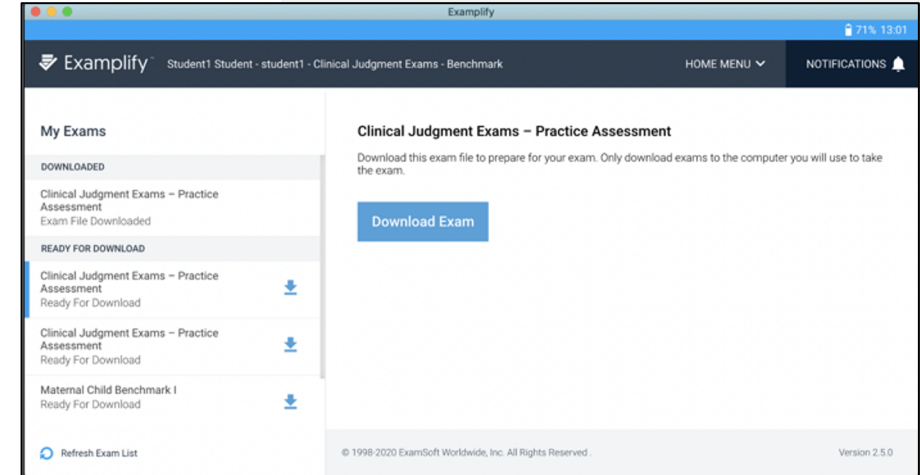 Examplify
71% 13:01
Examplify
Student1 Student - student1 - Clinical Judgment Exams - Benchmark
HOME MENU
NOTIFICATIONS
My Exams
DOWNLOADED
Clinical Judgment Exams – Practice
Assessment
Exam File Downloaded
READY FOR DOWNLOAD
Clinical Judgment Exams – Practice
Assessment
Ready For Download
Clinical Judgment Exams – Practice
Assessment
Ready For Download
Maternal Child Benchmark I
Ready For Download
Refresh Exam List
Clinical Judgment Exams – Practice Assessment
Download this exam file to prepare for your exam. Only download exams to the computer you will use to take
the exam.
Download Exam
© 1998-2020 ExamSoft Worldwide, Inc. All Rights Reserved .
Version 2.5.0